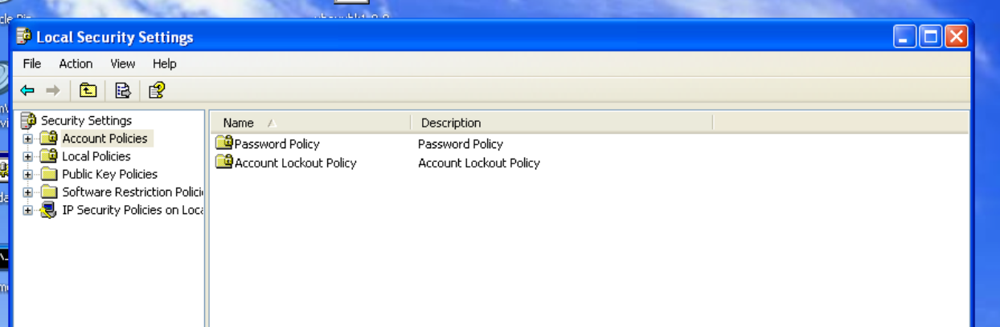 Local Security Settings
File Action View Help
Security Settings
Account Policies
Local Policies
Public Key Policies
Software Restriction Polici
IP Security Policies on Loca
Name Description
Password Policy Password Policy
Account Lockout Policy Account Lockout Policy